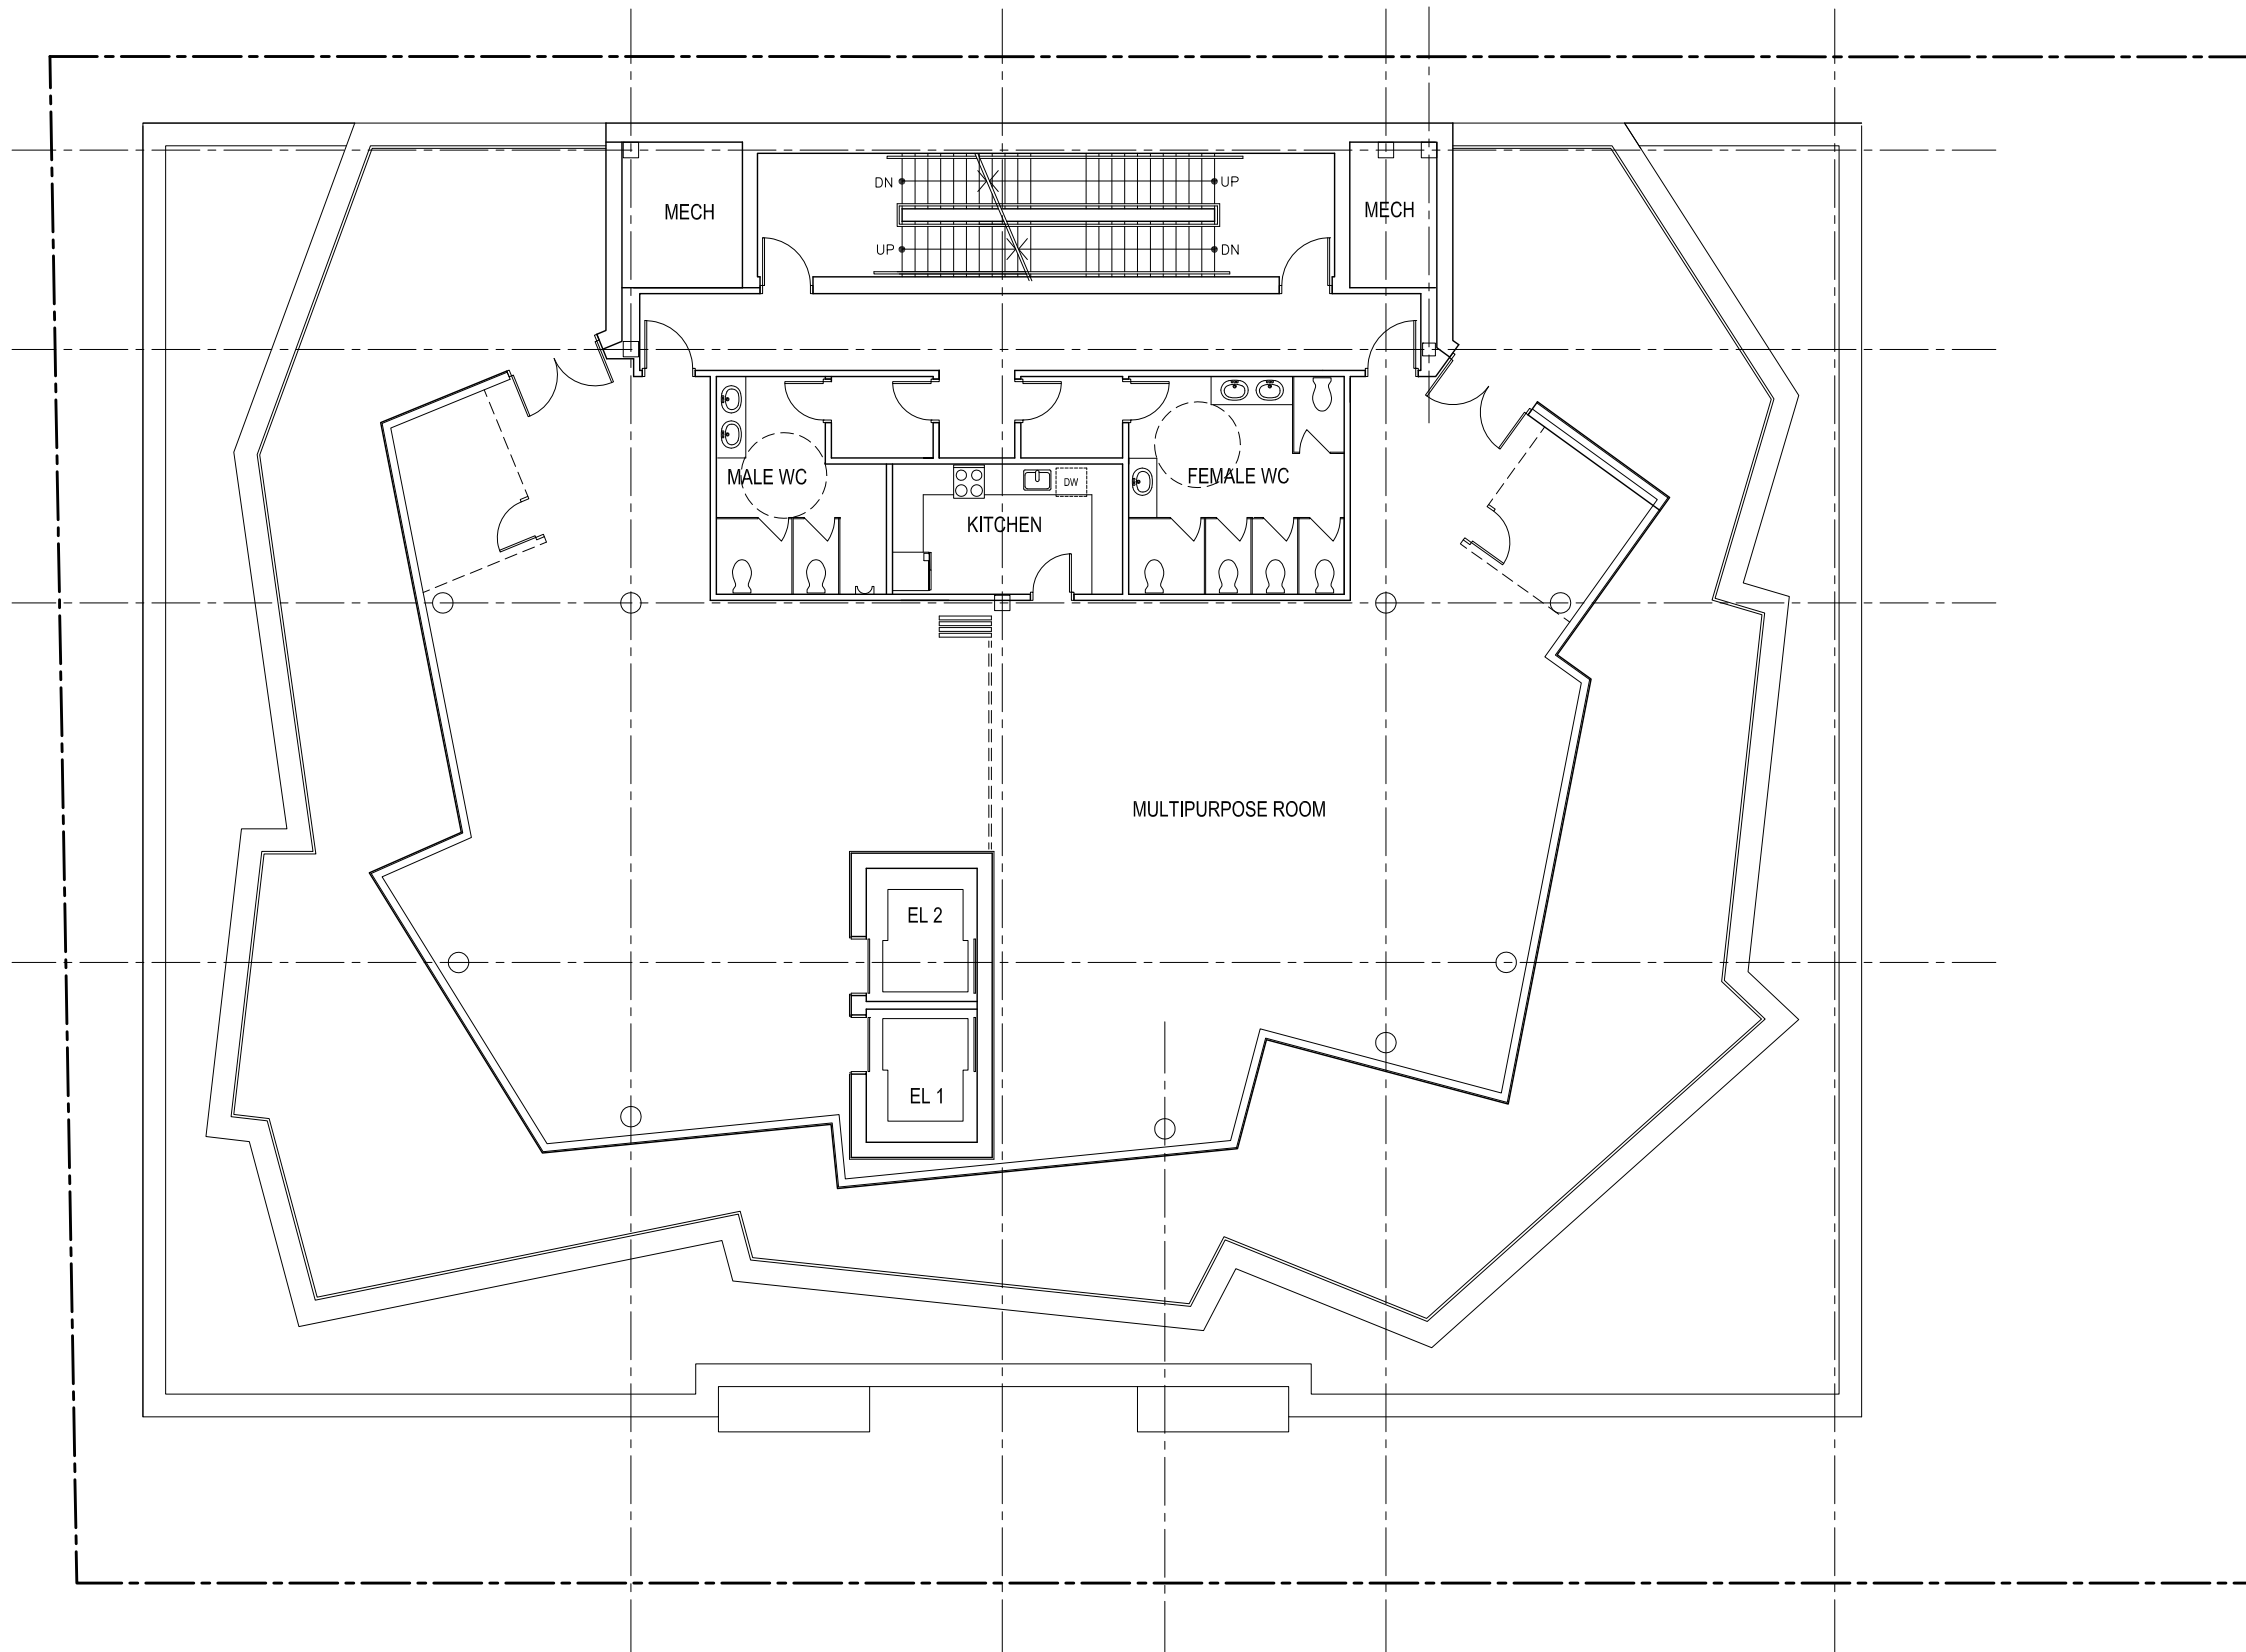 DN
UP
MECH
MECH
UP
DN
MALE WC
DW
FEMALE WC
KITCHEN
MULTIPURPOSE ROOM
EL 2
EL 1